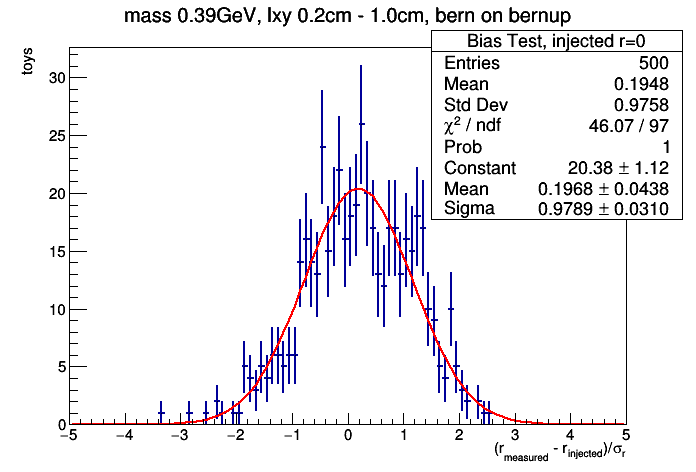 mass 0.39GeV, lxy 0.2cm - 1.0cm, bern on bernup
Bias Test, injected r=0
Entries 500
Mean 0.1948
Std Dev 0.9758
χ² / ndf 46.07 / 97
Prob 1
Constant 20.38 ± 1.12
Mean 0.1968 ± 0.0438
Sigma 0.9789 ± 0.0310
toys
30
25
20
15
10
5
0
−5 −4 −3 −2 −1 0 1 2 3 4 5
(r_measured - r_injected)/σ_r